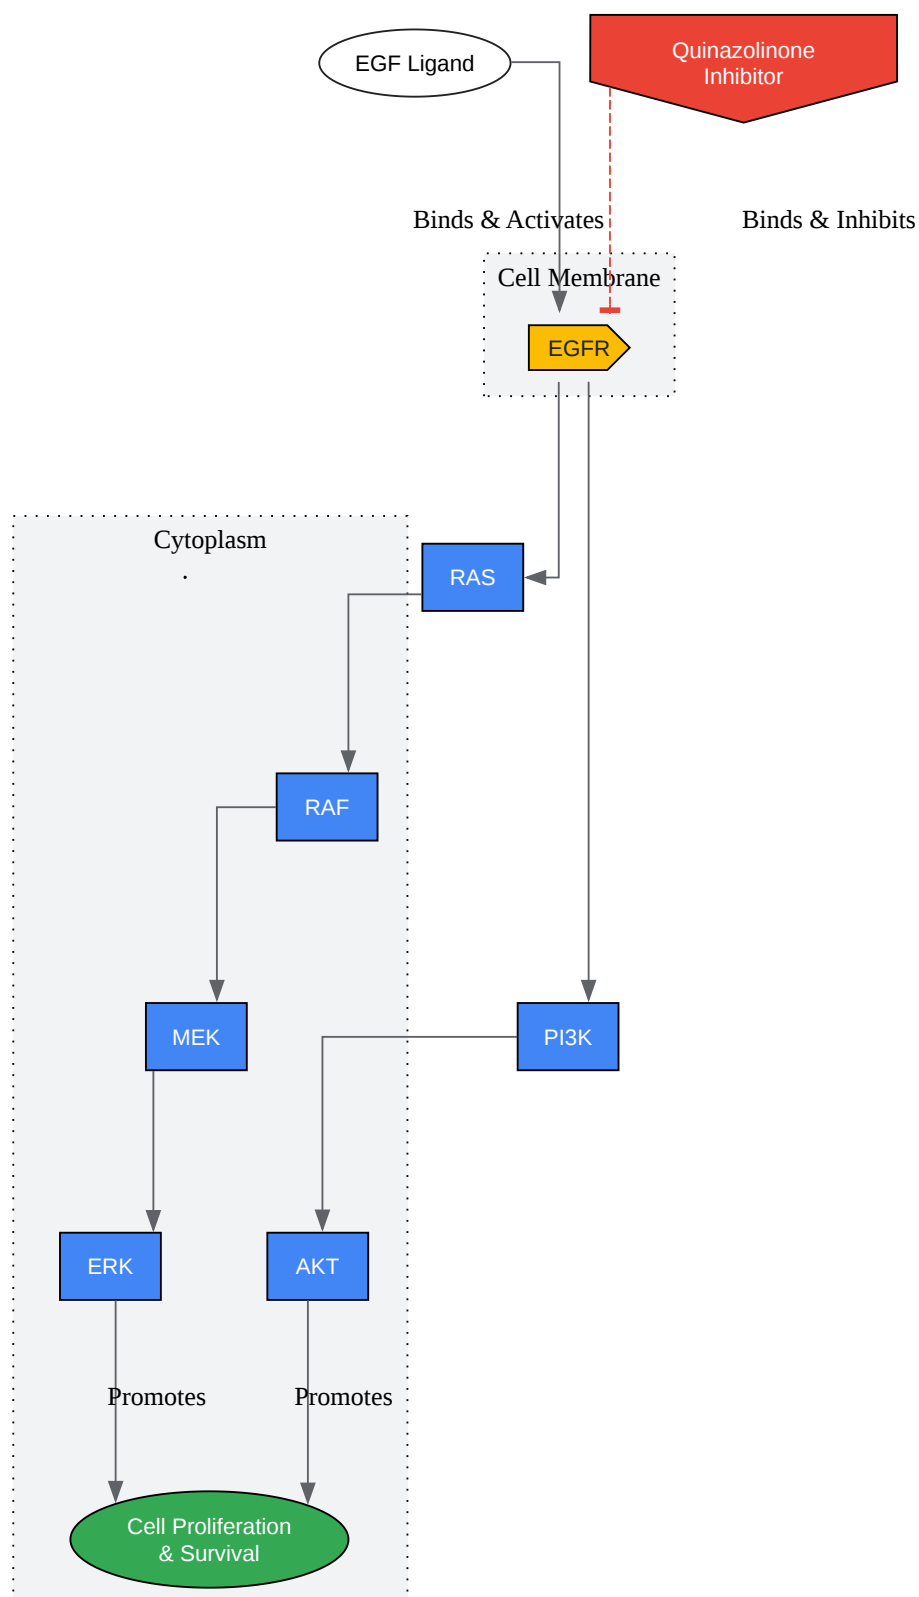 EGF Ligand
Quinazolinone
Inhibitor
Binds & Activates
Binds & Inhibits
Cell Membrane
EGFR
Cytoplasm
.
RAS
RAF
MEK
PI3K
ERK
AKT
Promotes
Promotes
Cell Proliferation
& Survival